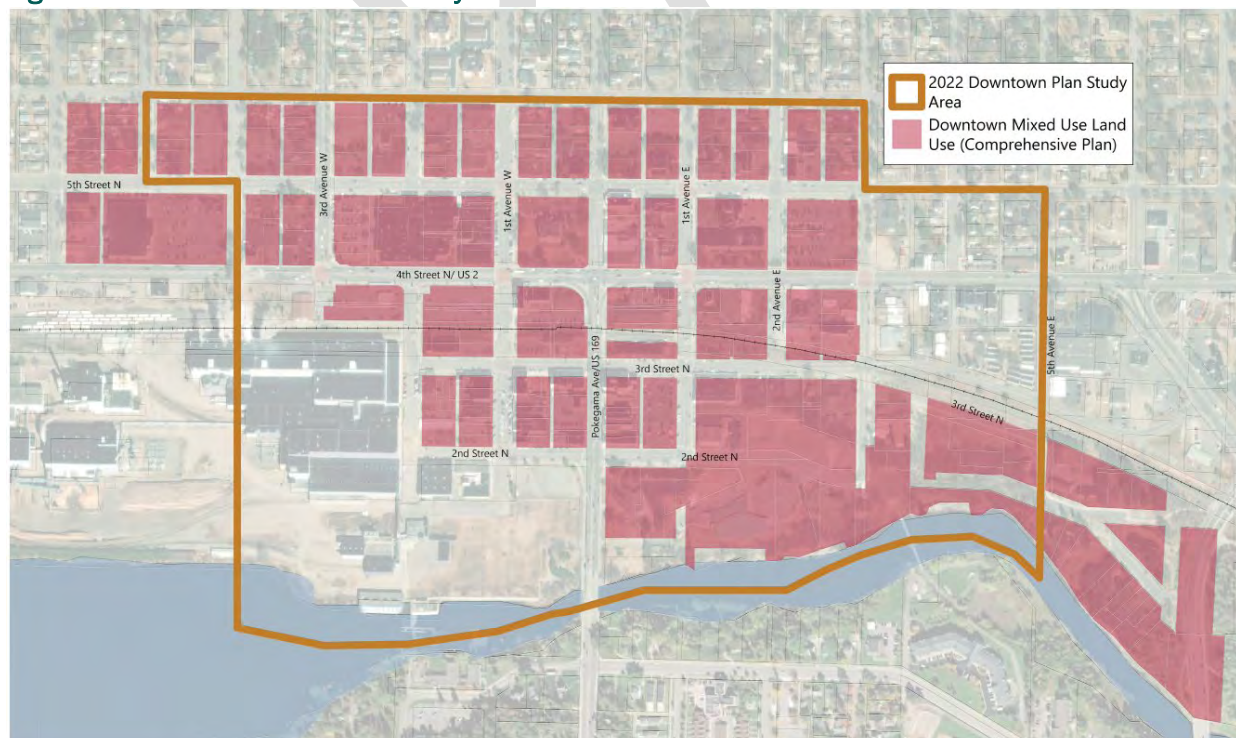 2022 Downtown Plan Study
Area
Downtown Mixed Use Land
Use (Comprehensive Plan)
5th Street N
3rd Avenue W
1st Avenue W
1st Avenue E
4th Street N/ US 2
2nd Avenue E
5th Avenue E
Pokegama Ave/US 169
3rd Street N
3rd Street N
2nd Street N
2nd Street N